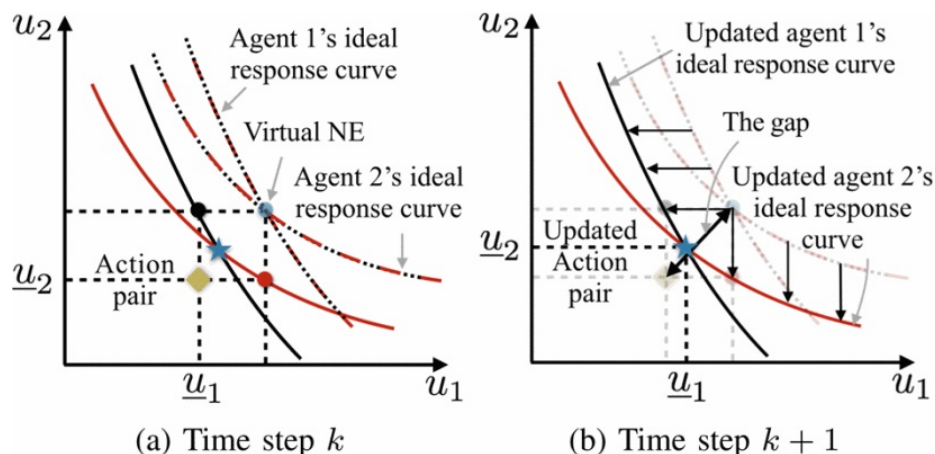 u₂
Agent 1's ideal
response curve
Virtual NE
Agent 2's ideal
response curve
u̲₂
Action
pair
u̲₁
u₁
(a) Time step k
u₂
Updated agent 1's
ideal response curve
The gap
Updated agent 2's
ideal response
curve
u̲₂
Updated
Action
pair
u̲₁
u₁
(b) Time step k + 1